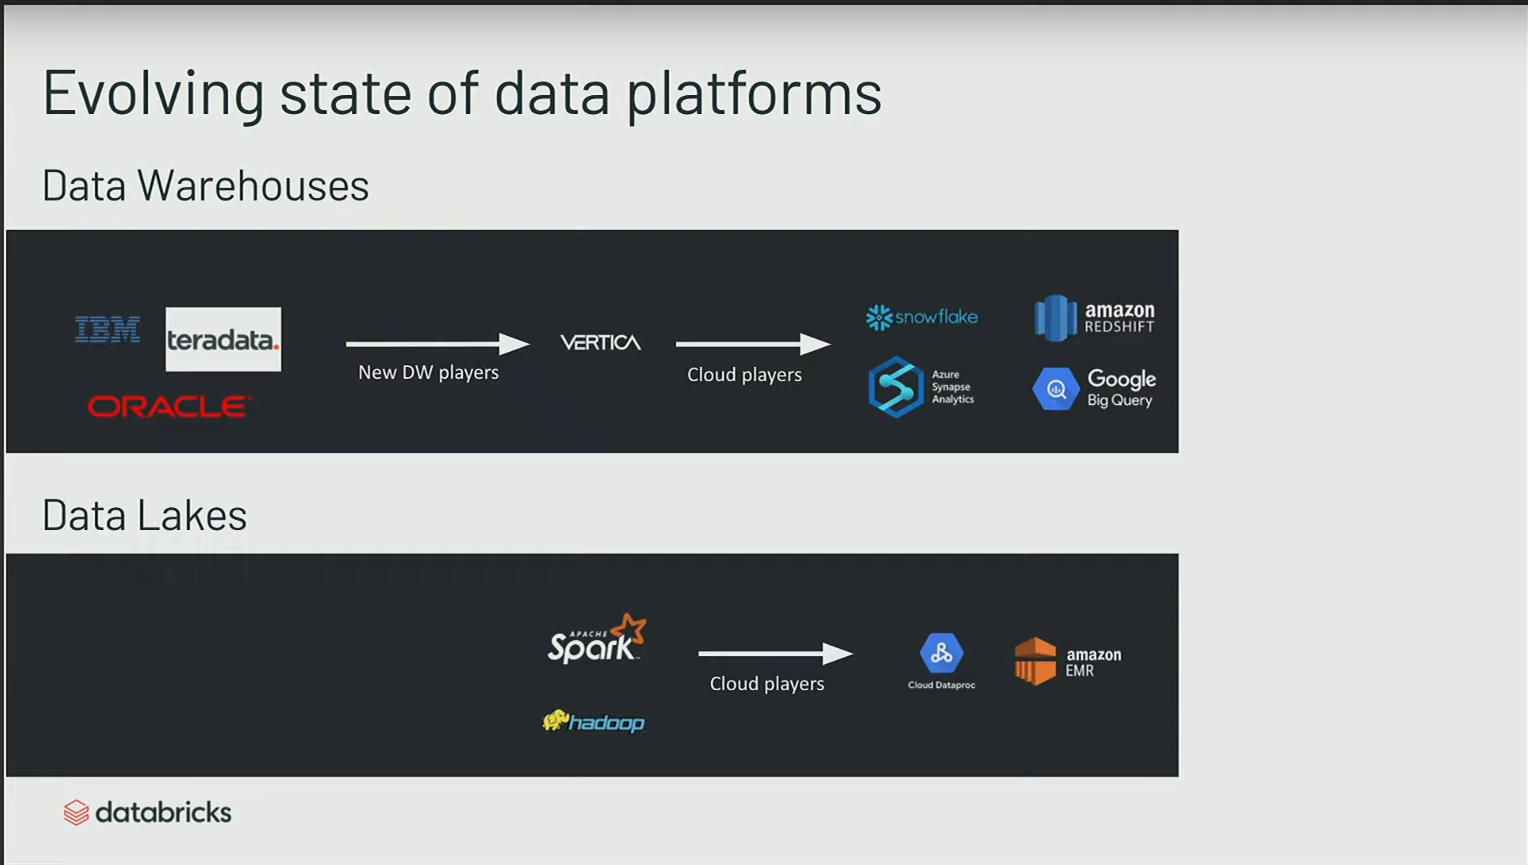 Evolving state of data platforms
Data Warehouses
IBM
teradata.
ORACLE
New DW players
VERTICA
Cloud players
snowflake
amazon
REDSHIFT
Azure
Synapse
Analytics
Google
Big Query
Data Lakes
APACHE
Spark
hadoop
Cloud players
Cloud Dataproc
amazon
EMR
databricks